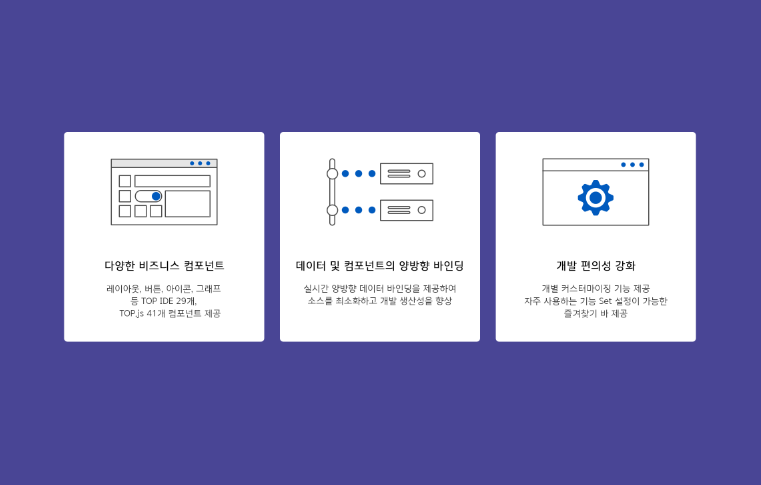 다양한 비즈니스 컴포넌트
레이아웃, 버튼, 아이콘, 그래프
등 TOP IDE 29개,
TOP.js 41개 컴포넌트 제공
데이터 및 컴포넌트의 양방향 바인딩
실시간 양방향 데이터 바인딩을 제공하여
소스를 최소화하고 개발 생산성을 향상
개발 편의성 강화
개별 커스터마이징 기능 제공
자주 사용하는 기능 Set 설정이 가능한
즐겨찾기 바 제공